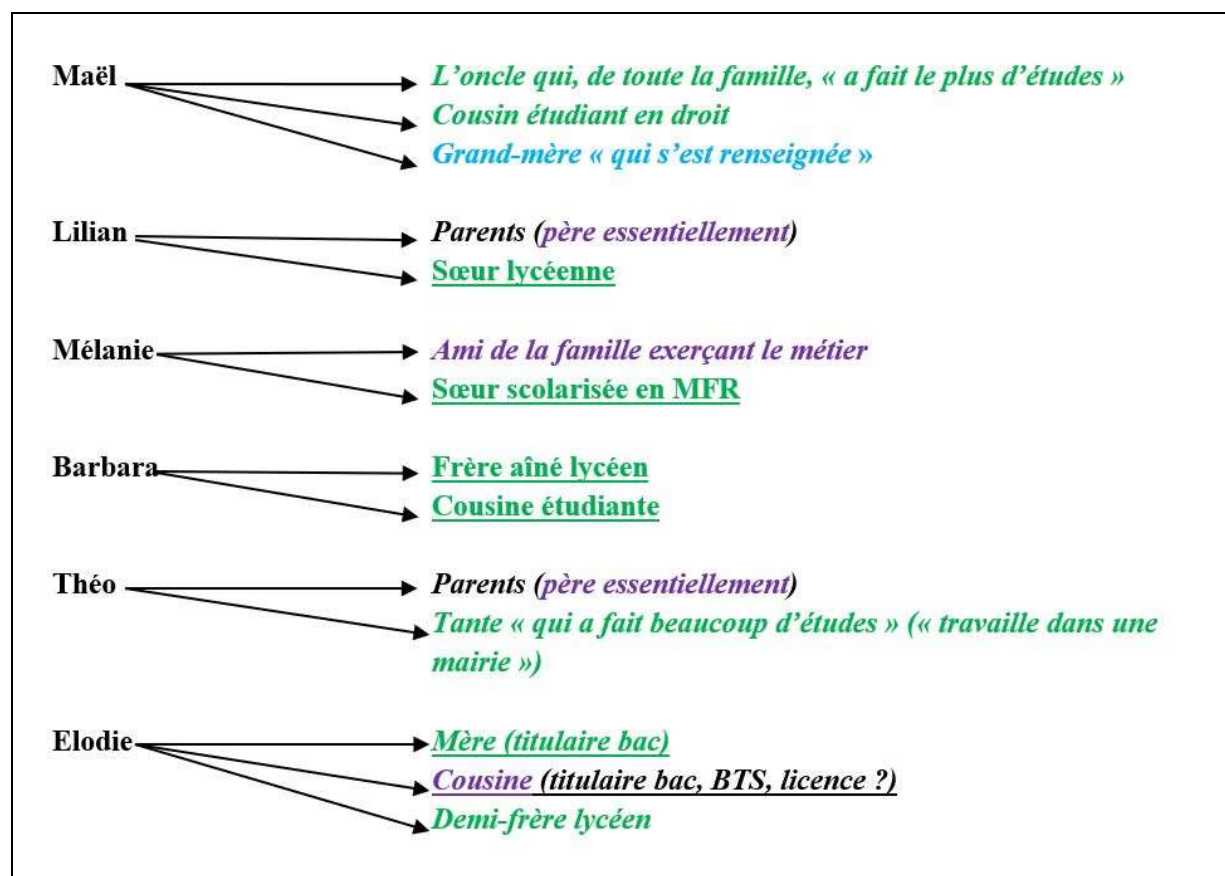 Maël
L’oncle qui, de toute la famille, « a fait le plus d’études »
Cousin étudiant en droit
Grand-mère « qui s’est renseignée »
Lilian
Parents (père essentiellement)
Sœur lycéenne
Mélanie
Ami de la famille exerçant le métier
Sœur scolarisée en MFR
Barbara
Frère aîné lycéen
Cousine étudiante
Théo
Parents (père essentiellement)
Tante « qui a fait beaucoup d’études » (« travaille dans une
mairie »)
Elodie
Mère (titulaire bac)
Cousine (titulaire bac, BTS, licence ?)
Demi-frère lycéen